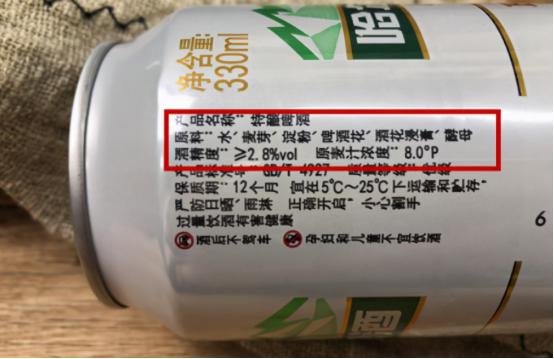 净含量
330ml
哈
产品名称：特酿啤酒
原料：水、麦芽、淀粉、啤酒花、酒花浸膏、酵母
酒精度：≥2.8%vol 原麦汁浓度：8.0°P
保质期：12个月 宜在5°C～25°C下运输和贮存，
严防日晒、雨淋 正确开启，小心割手
过量饮酒有害健康
酒后不驾车 孕妇和儿童不宜饮酒
酒
6